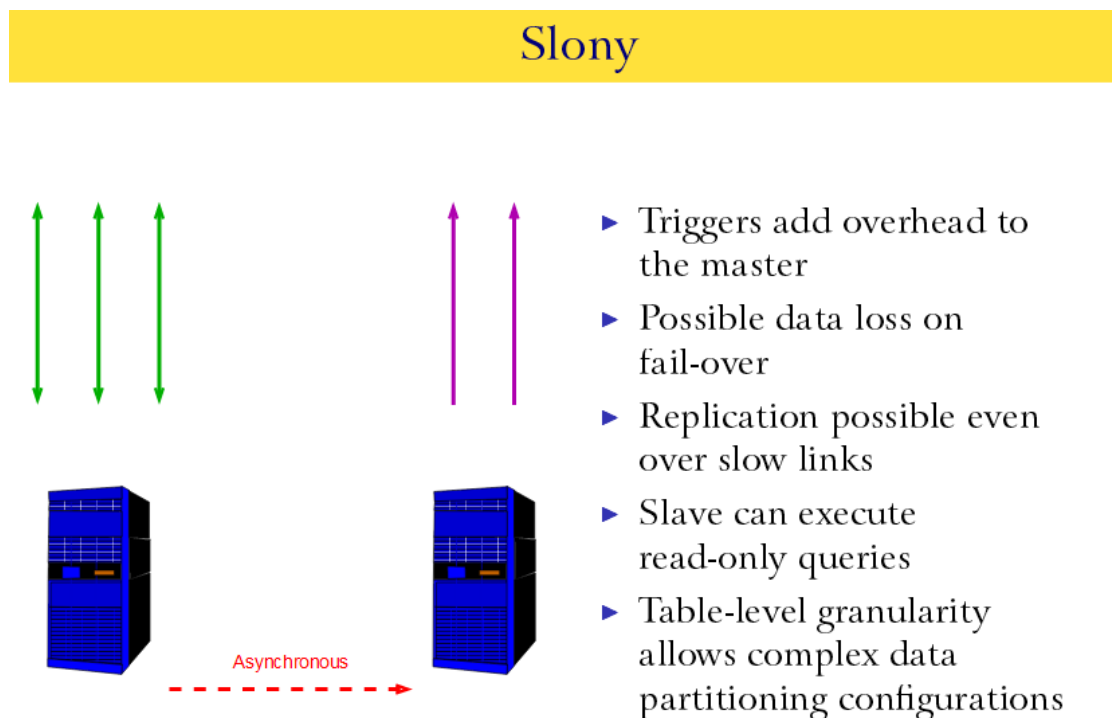 Slony
Triggers add overhead to
the master
Possible data loss on
fail-over
Replication possible even
over slow links
Slave can execute
read-only queries
Table-level granularity
allows complex data
partitioning configurations
Asynchronous